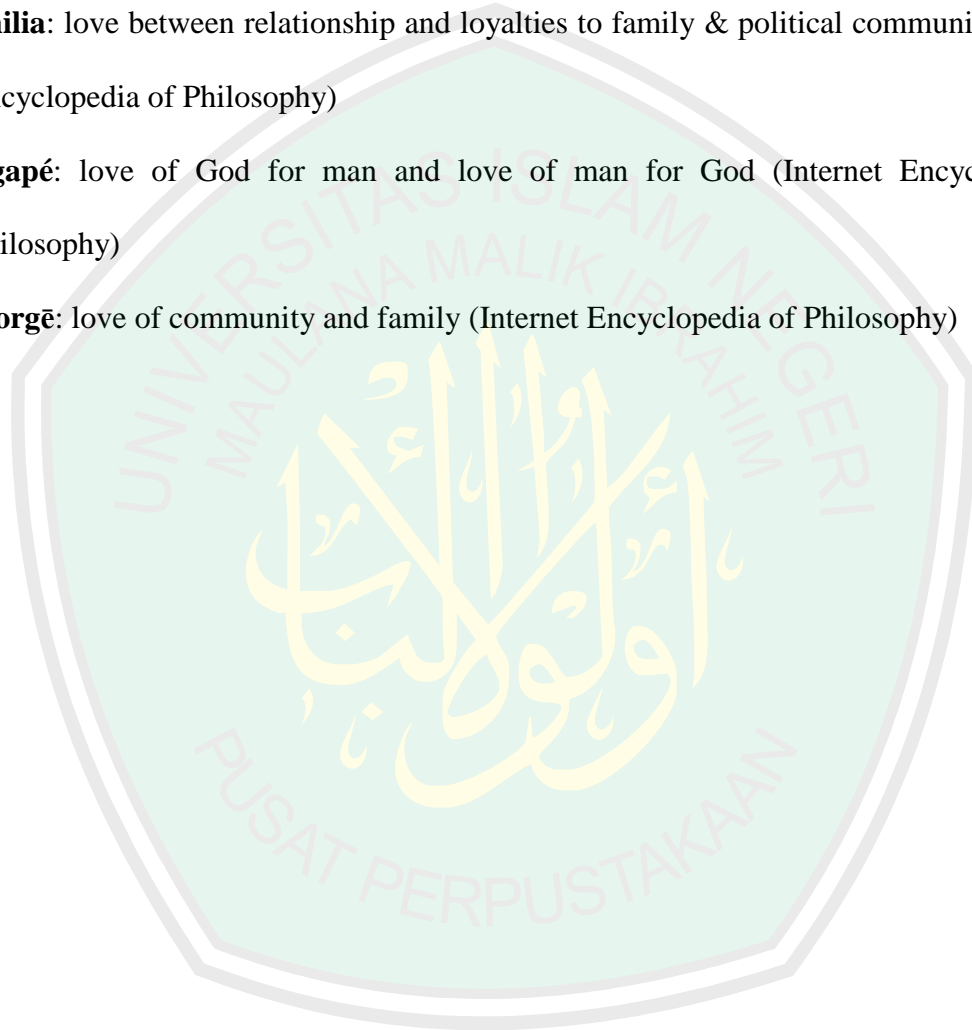 ilia: love between relationship and loyalties to family & political communi
cyclopedia of Philosophy)
gapé: love of God for man and love of man for God (Internet Ency
ilosophy)
orgē: love of community and family (Internet Encyclopedia of Philosophy)
UNIVERSITAS ISLAM NEGERI
MAULANA MALIK IBRAHIM
أولوا الألباب
PUSAT PERPUSTAKAAN